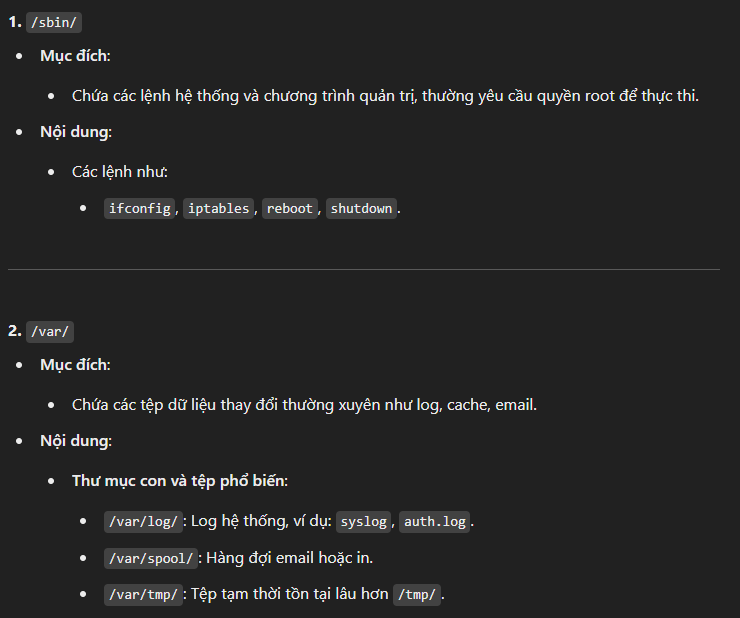 1. /sbin/
Mục đích:
Chứa các lệnh hệ thống và chương trình quản trị, thường yêu cầu quyền root để thực thi.
Nội dung:
Các lệnh như:
ifconfig, iptables, reboot, shutdown.
2. /var/
Mục đích:
Chứa các tệp dữ liệu thay đổi thường xuyên như log, cache, email.
Nội dung:
Thư mục con và tệp phổ biến:
/var/log/: Log hệ thống, ví dụ: syslog, auth.log.
/var/spool/: Hàng đợi email hoặc in.
/var/tmp/: Tệp tạm thời tồn tại lâu hơn /tmp/.